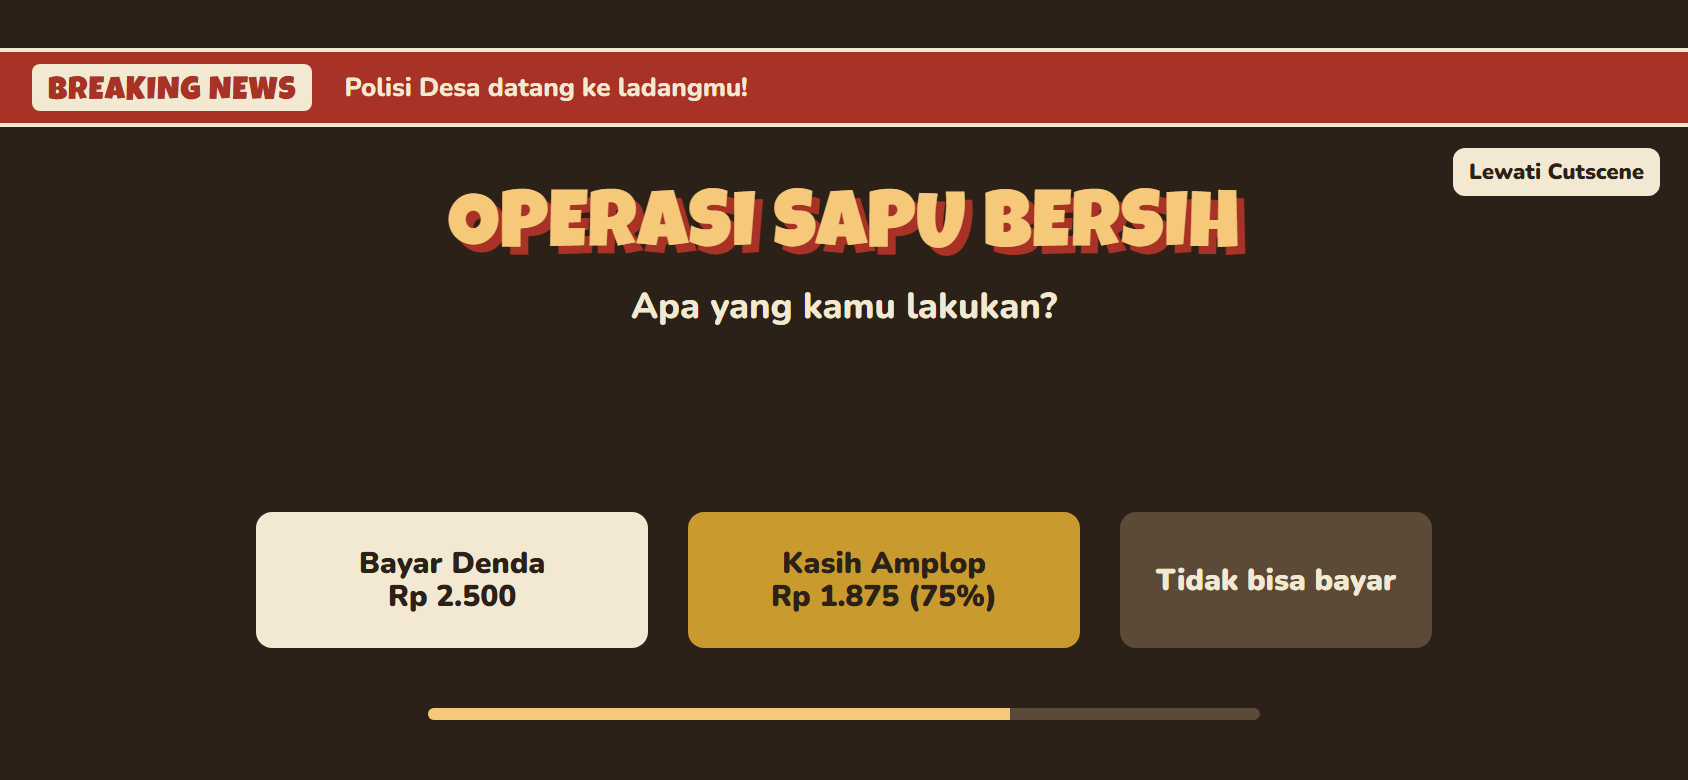 BREAKING NEWS
Polisi Desa datang ke ladangmu!
Lewati Cutscene
OPERASI SAPU BERSIH
Apa yang kamu lakukan?
Bayar Denda
Rp 2.500
Kasih Amplop
Rp 1.875 (75%)
Tidak bisa bayar